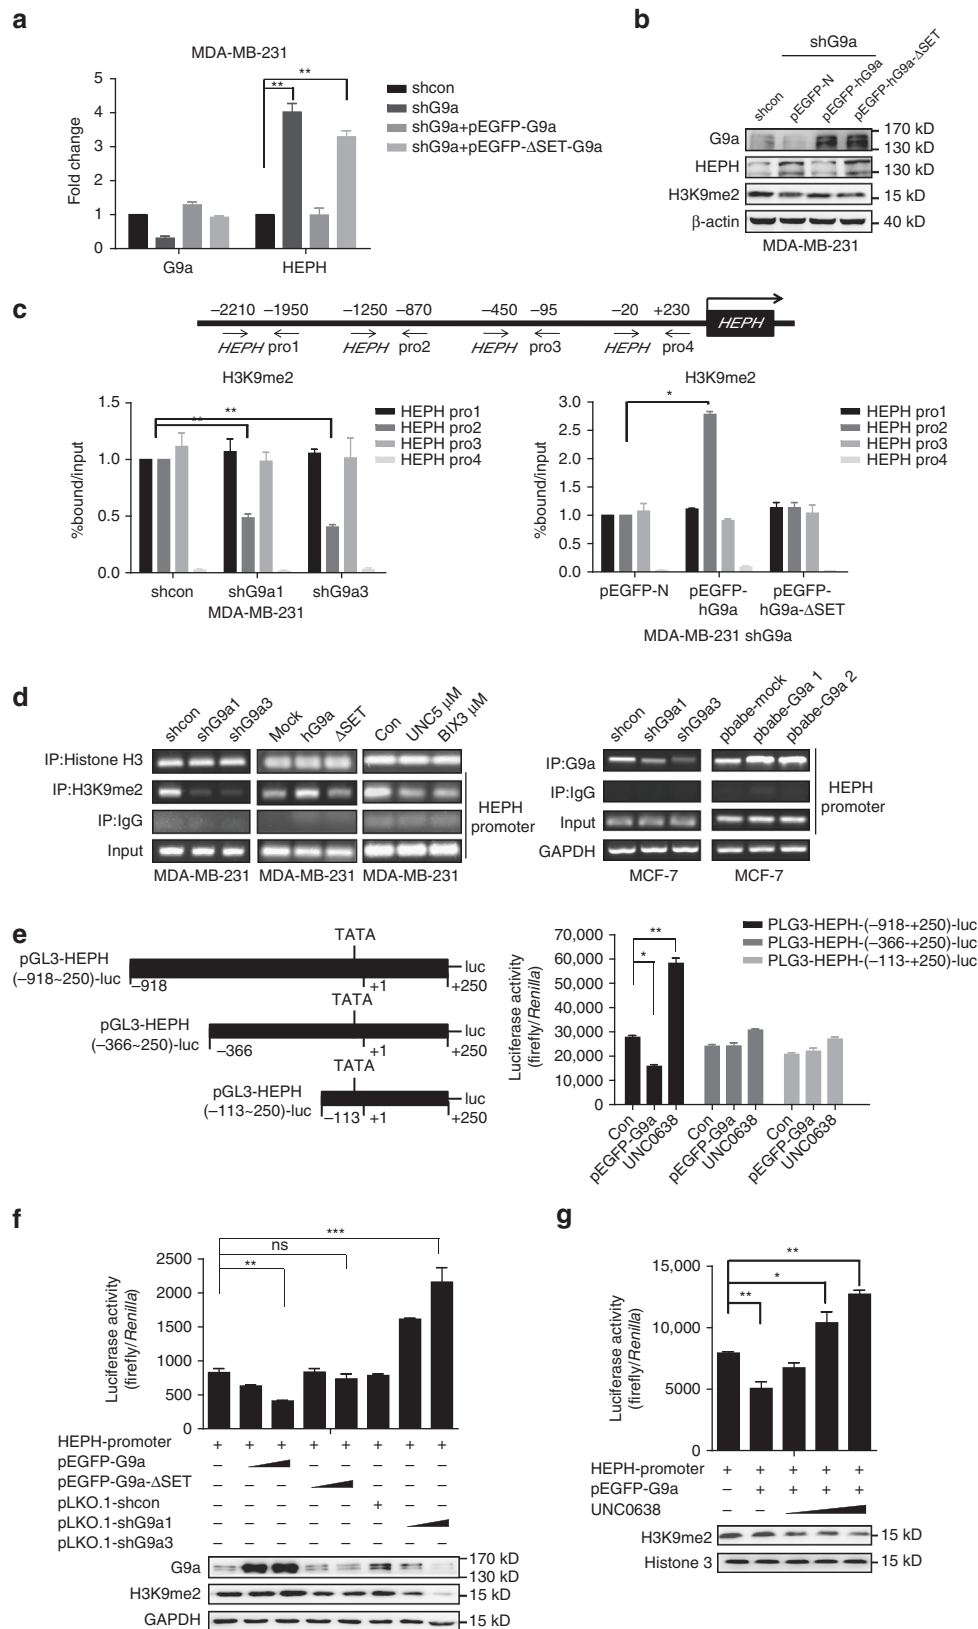 a
MDA-MB-231
Fold change
5
4
3
2
1
0
**
**
G9a
HEPH
shcon
shG9a
shG9a+pEGFP-G9a
shG9a+pEGFP-ΔSET-G9a
b
shG9a
shcon
pEGFP-N
pEGFP-hG9a
pEGFP-hG9a-ΔSET
G9a
170 kD
130 kD
HEPH
130 kD
H3K9me2
15 kD
β-actin
40 kD
MDA-MB-231
c
−2210 −1950 −1250 −870 −450 −95 −20 +230
HEPH
HEPH pro1 HEPH pro2 HEPH pro3 HEPH pro4
H3K9me2
%bound/input
1.5
1.0
0.5
0.0
**
**
HEPH pro1
HEPH pro2
HEPH pro3
HEPH pro4
shcon shG9a1 shG9a3
MDA-MB-231
H3K9me2
%bound/input
3.0
2.5
2.0
1.5
1.0
0.5
0.0
*
HEPH pro1
HEPH pro2
HEPH pro3
HEPH pro4
pEGFP-N pEGFP-hG9a pEGFP-hG9a-ΔSET
MDA-MB-231 shG9a
d
shcon shG9a1 shG9a3 Mock hG9a ΔSET Con UNC5 μM BIX3 μM
IP:Histone H3
IP:H3K9me2
IP:IgG
Input
HEPH promoter
MDA-MB-231 MDA-MB-231 MDA-MB-231
shcon shG9a1 shG9a3 pbabe-mock pbabe-G9a 1 pbabe-G9a 2
IP:G9a
IP:IgG
Input
GAPDH
HEPH promoter
MCF-7 MCF-7
e
TATA
pGL3-HEPH
(−918~250)-luc
−918 +1 +250
luc
TATA
pGL3-HEPH
(−366~250)-luc
−366 +1 +250
luc
TATA
pGL3-HEPH
(−113~250)-luc
−113 +1 +250
luc
Luciferase activity
(firefly/Renilla)
70,000
60,000
50,000
40,000
30,000
20,000
10,000
0
**
*
PLG3-HEPH-(−918-+250)-luc
PLG3-HEPH-(−366-+250)-luc
PLG3-HEPH-(−113-+250)-luc
Con pEGFP-G9a UNC0638 Con pEGFP-G9a UNC0638 Con pEGFP-G9a UNC0638
f
Luciferase activity
(firefly/Renilla)
2500
2000
1500
1000
500
0
***
ns
**
HEPH-promoter + + + + + + + +
pEGFP-G9a − − − − − −
pEGFP-G9a-ΔSET − − − − − −
pLKO.1-shcon − − − − − + − −
pLKO.1-shG9a1 − − − − − −
pLKO.1-shG9a3 − − − − − − − −
G9a
170 kD
130 kD
H3K9me2
15 kD
GAPDH
15 kD
g
Luciferase activity
(firefly/Renilla)
15,000
10,000
5000
0
**
*
**
HEPH-promoter + + + + +
pEGFP-G9a − + + + +
UNC0638 − −
H3K9me2
15 kD
Histone 3
15 kD